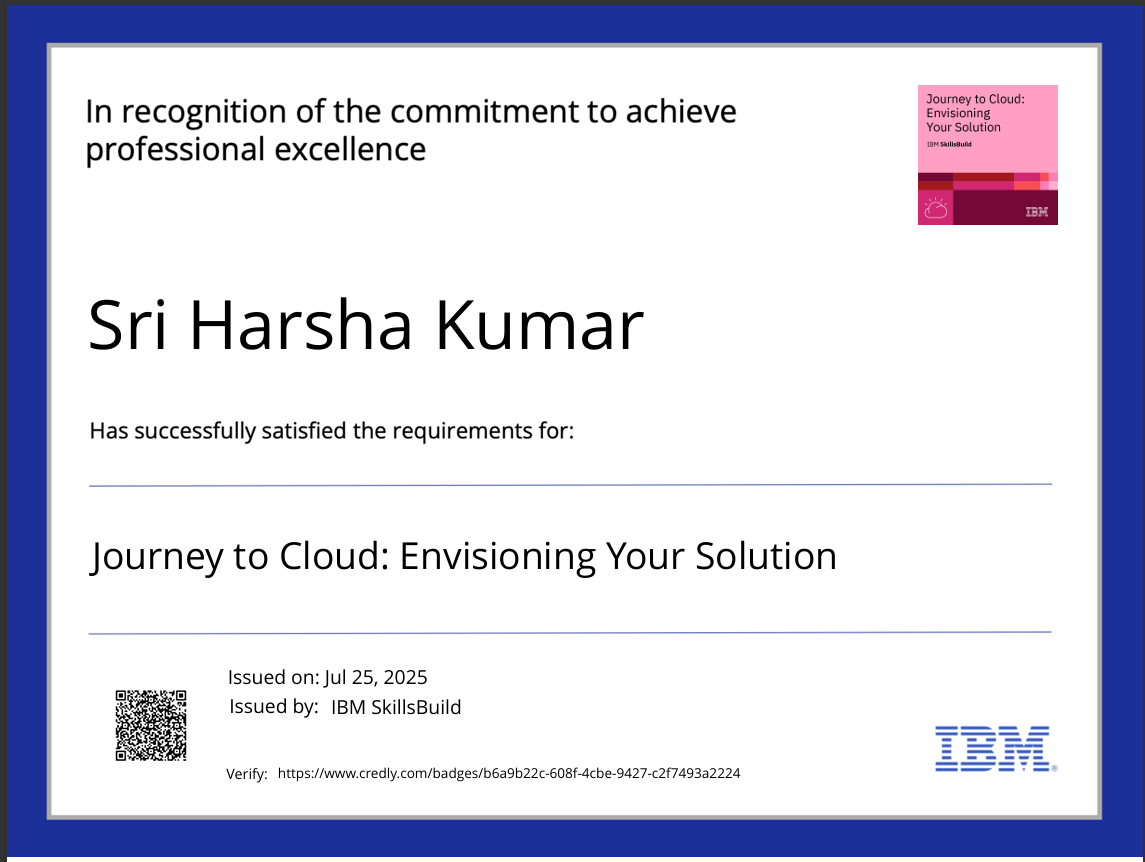 In recognition of the commitment to achieve
professional excellence
Journey to Cloud:
Envisioning
Your Solution
IBM SkillsBuild
IBM
Sri Harsha Kumar
Has successfully satisfied the requirements for:
Journey to Cloud: Envisioning Your Solution
Issued on: Jul 25, 2025
Issued by: IBM SkillsBuild
Verify: https://www.credly.com/badges/b6a9b22c-608f-4cbe-9427-c2f7493a2224
IBM®